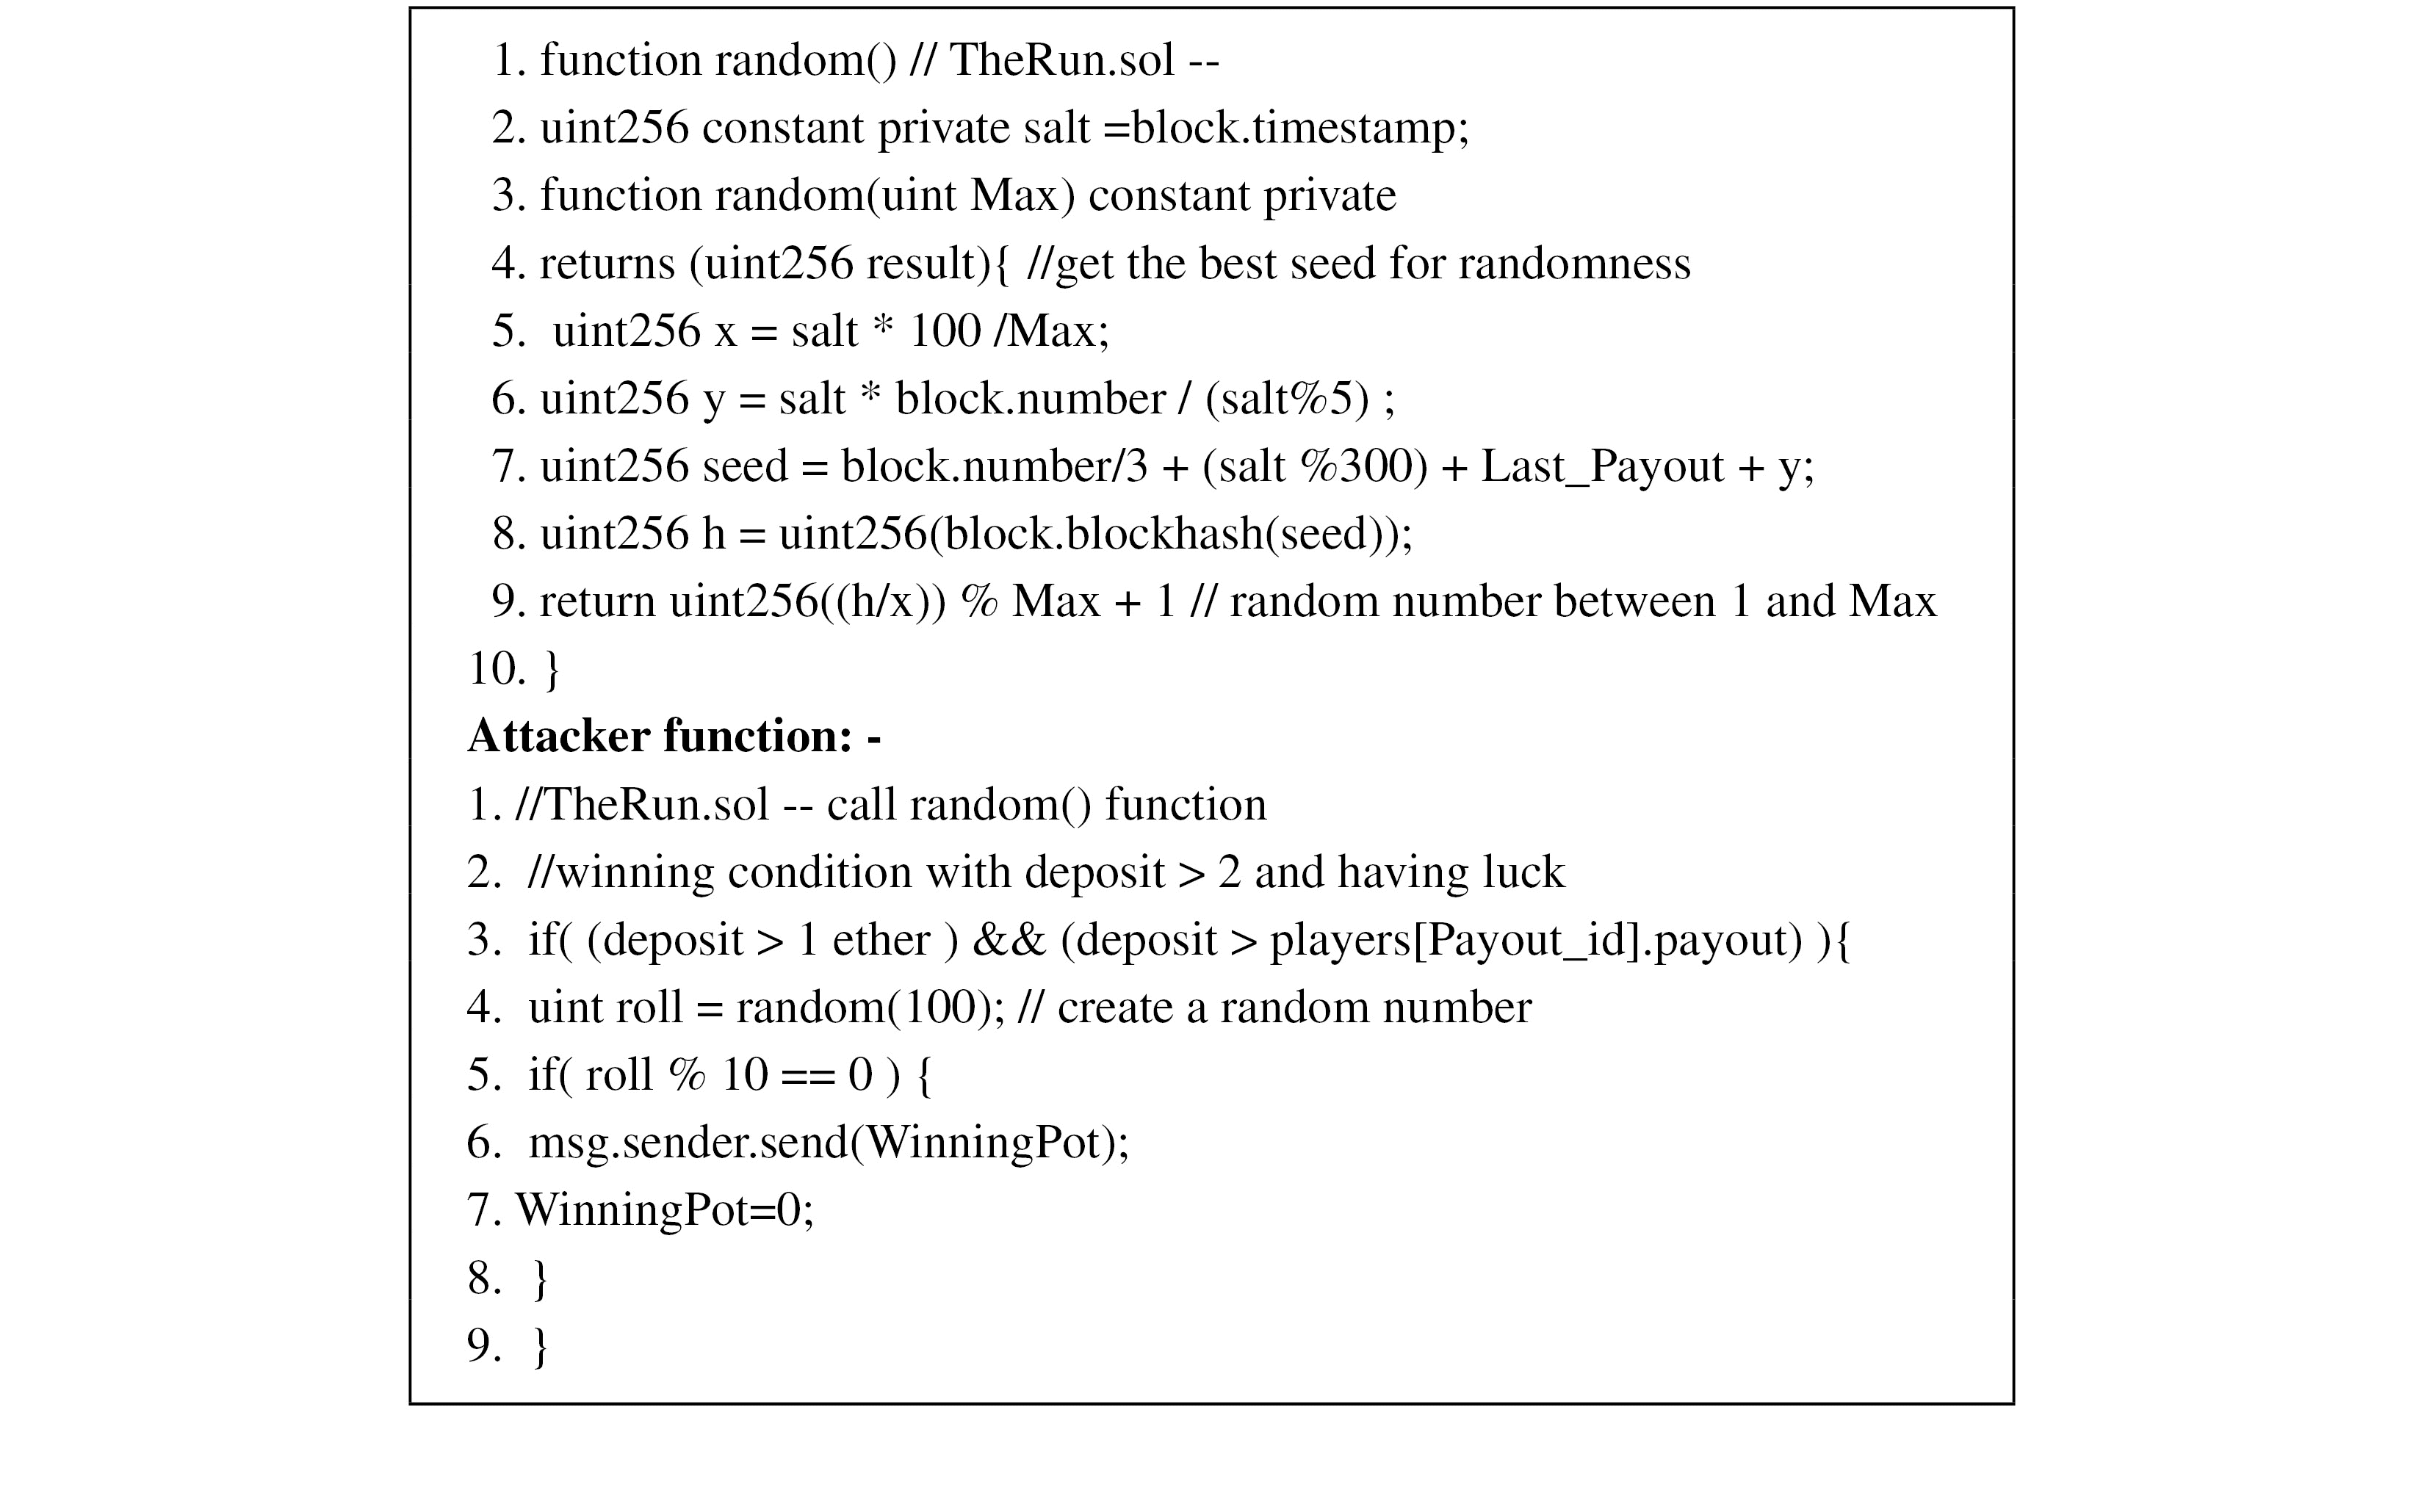 1. function random() // TheRun.sol --
2. uint256 constant private salt =block.timestamp;
3. function random(uint Max) constant private
4. returns (uint256 result){ //get the best seed for randomness
5. uint256 x = salt * 100 /Max;
6. uint256 y = salt * block.number / (salt%5) ;
7. uint256 seed = block.number/3 + (salt %300) + Last_Payout + y;
8. uint256 h = uint256(block.blockhash(seed));
9. return uint256((h/x)) % Max + 1 // random number between 1 and Max
10. }
Attacker function: -
1. //TheRun.sol -- call random() function
2. //winning condition with deposit > 2 and having luck
3. if( (deposit > 1 ether ) && (deposit > players[Payout_id].payout) ){
4. uint roll = random(100); // create a random number
5. if( roll % 10 == 0 ) {
6. msg.sender.send(WinningPot);
7. WinningPot=0;
8. }
9. }